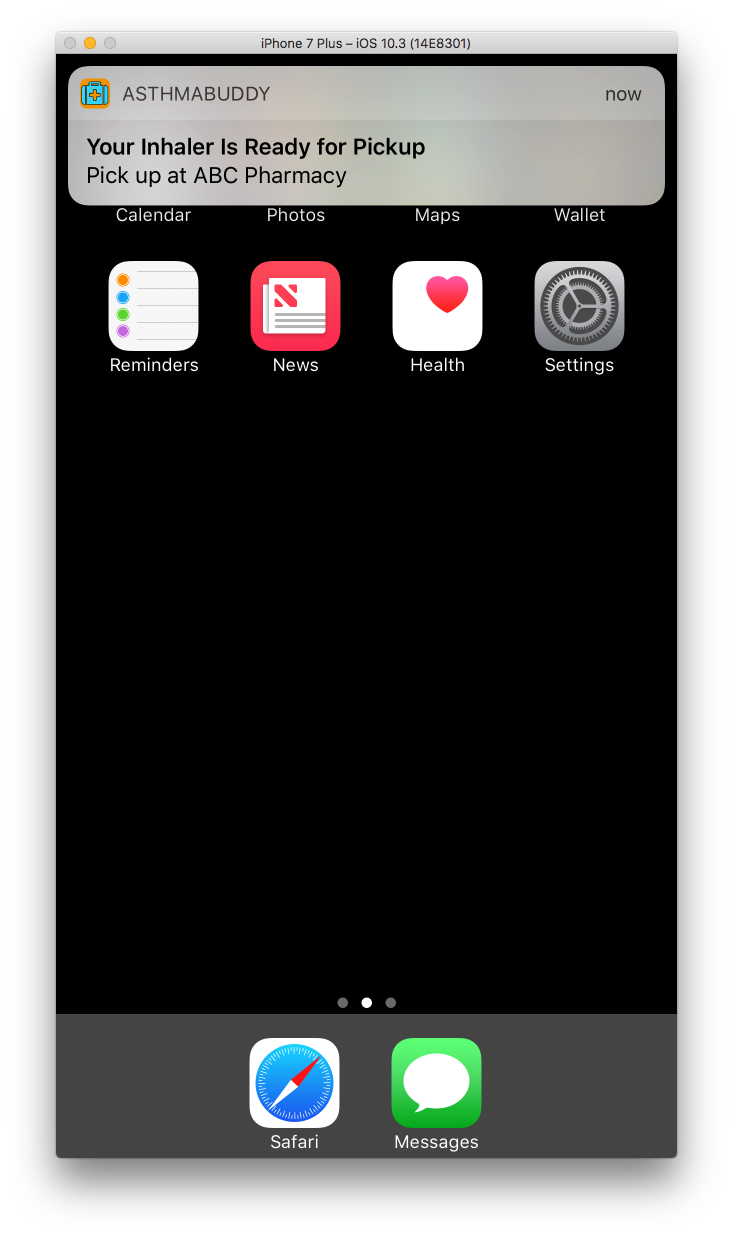 iPhone 7 Plus – iOS 10.3 (14E8301)
ASTHMABUDDY now
Your Inhaler Is Ready for Pickup
Pick up at ABC Pharmacy
Calendar Photos Maps Wallet
Reminders News Health Settings
Safari Messages